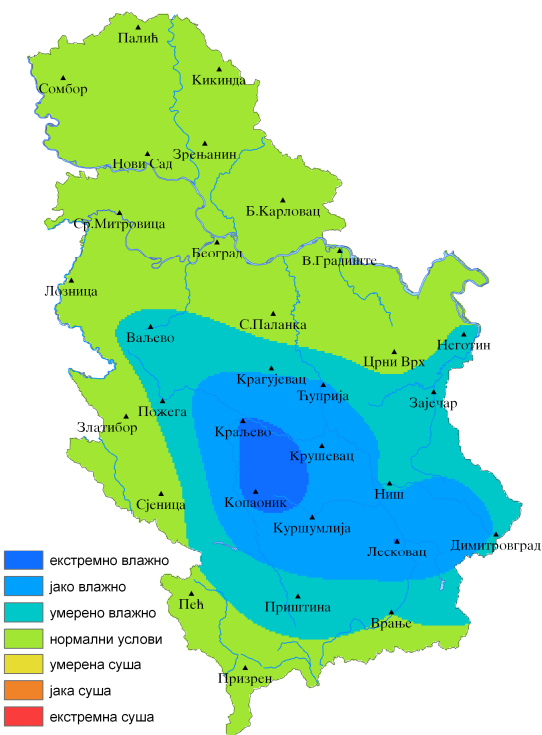 Палић
Кикинда
Сомбор
Зрењанин
Нови Сад
Б.Карловац
Ср.Митровица
Београд
В.Градиште
Лозница
С.Паланка
Ваљево
Неготин
Црни Врх
Крагујевац
Ћуприја
Зајечар
Пожега
Златибор
Краљево
Крушевац
Ниш
Сјеница
Копаоник
Куршумлија
Лесковац
Димитровград
Пећ
Приштина
Врање
Призрен
екстремно влажно
јако влажно
умерено влажно
нормални услови
умерена суша
јака суша
екстремна суша